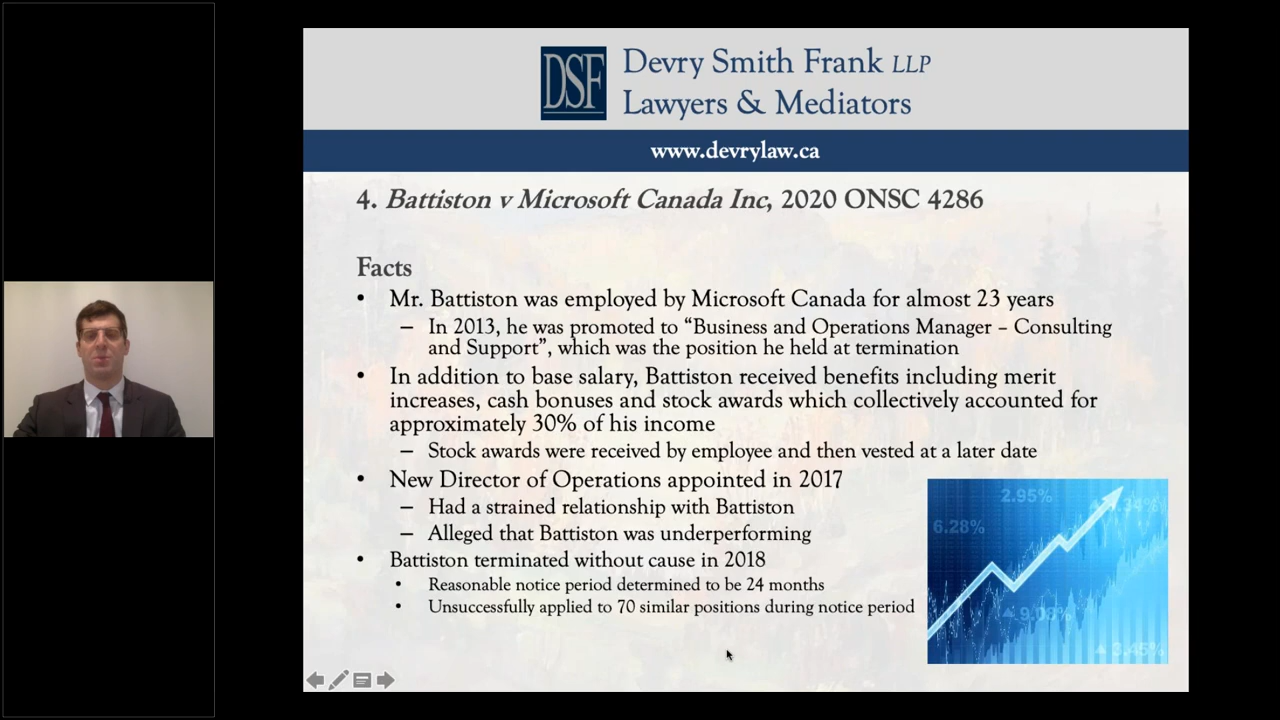 DSF
Devry Smith Frank LLP
Lawyers & Mediators
www.devrylaw.ca
4. Battiston v Microsoft Canada Inc, 2020 ONSC 4286
Facts
• Mr. Battiston was employed by Microsoft Canada for almost 23 years
– In 2013, he was promoted to “Business and Operations Manager – Consulting
and Support”, which was the position he held at termination
• In addition to base salary, Battiston received benefits including merit
increases, cash bonuses and stock awards which collectively accounted for
approximately 30% of his income
– Stock awards were received by employee and then vested at a later date
• New Director of Operations appointed in 2017
– Had a strained relationship with Battiston
– Alleged that Battiston was underperforming
• Battiston terminated without cause in 2018
• Reasonable notice period determined to be 24 months
• Unsuccessfully applied to 70 similar positions during notice period
2.95%
6.28%
9.08%
3.45%